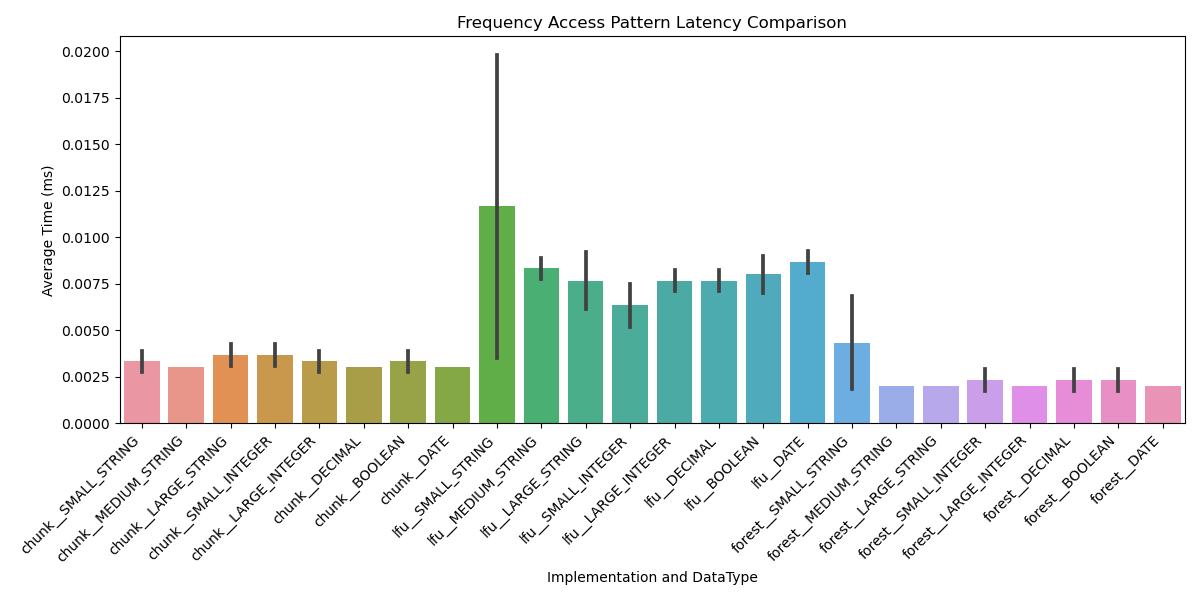 Frequency Access Pattern Latency Comparison
Average Time (ms)
0.0200
0.0175
0.0150
0.0125
0.0100
0.0075
0.0050
0.0025
0.0000
chunk__SMALL_STRING
chunk__MEDIUM_STRING
chunk__LARGE_STRING
chunk__SMALL_INTEGER
chunk__LARGE_INTEGER
chunk__DECIMAL
chunk__BOOLEAN
chunk__DATE
lfu__SMALL_STRING
lfu__MEDIUM_STRING
lfu__LARGE_STRING
lfu__SMALL_INTEGER
lfu__LARGE_INTEGER
lfu__DECIMAL
lfu__BOOLEAN
lfu__DATE
forest__SMALL_STRING
forest__MEDIUM_STRING
forest__LARGE_STRING
forest__SMALL_INTEGER
forest__LARGE_INTEGER
forest__DECIMAL
forest__BOOLEAN
forest__DATE
Implementation and DataType